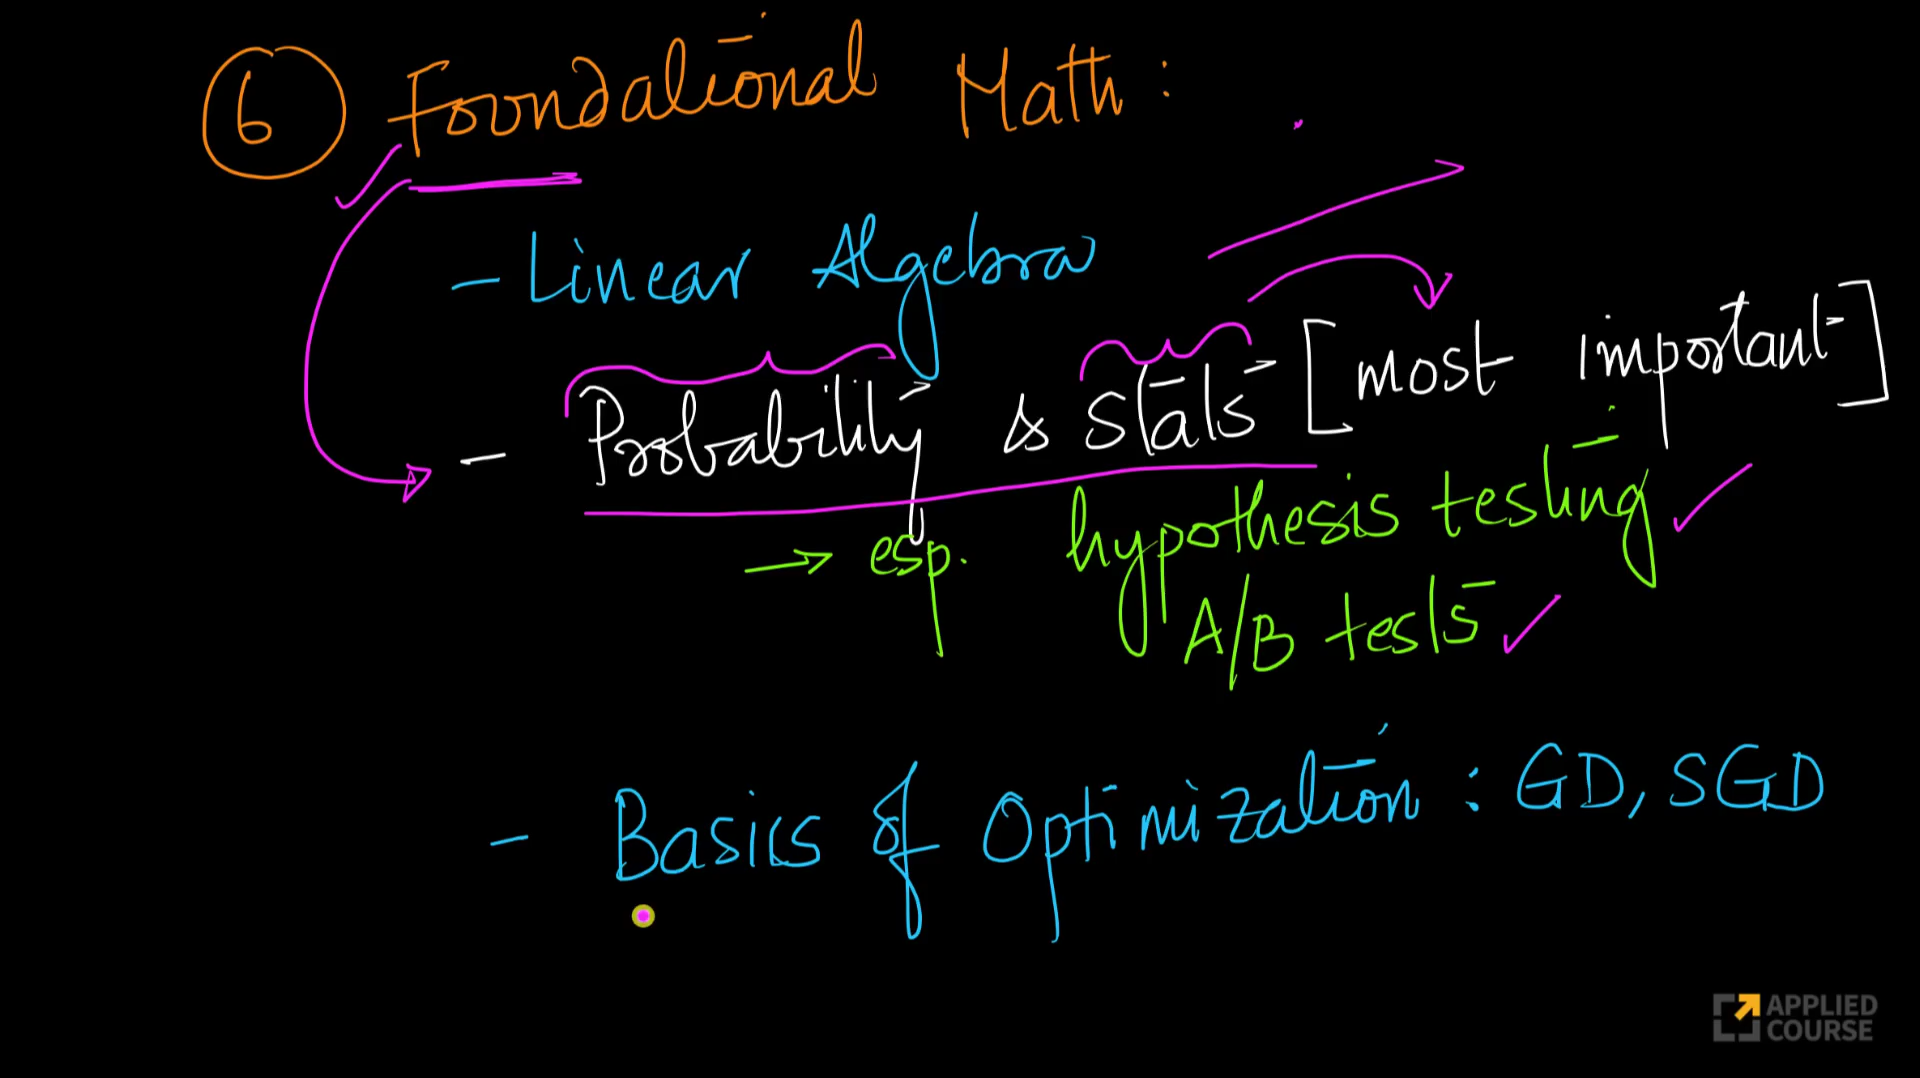 6 Foundational Math :
- Linear Algebra
- Probability & Stats [most important]
→ esp. hypothesis testing ✓
A/B tests ✓
- Basics of Optimization : GD, SGD
APPLIED
COURSE